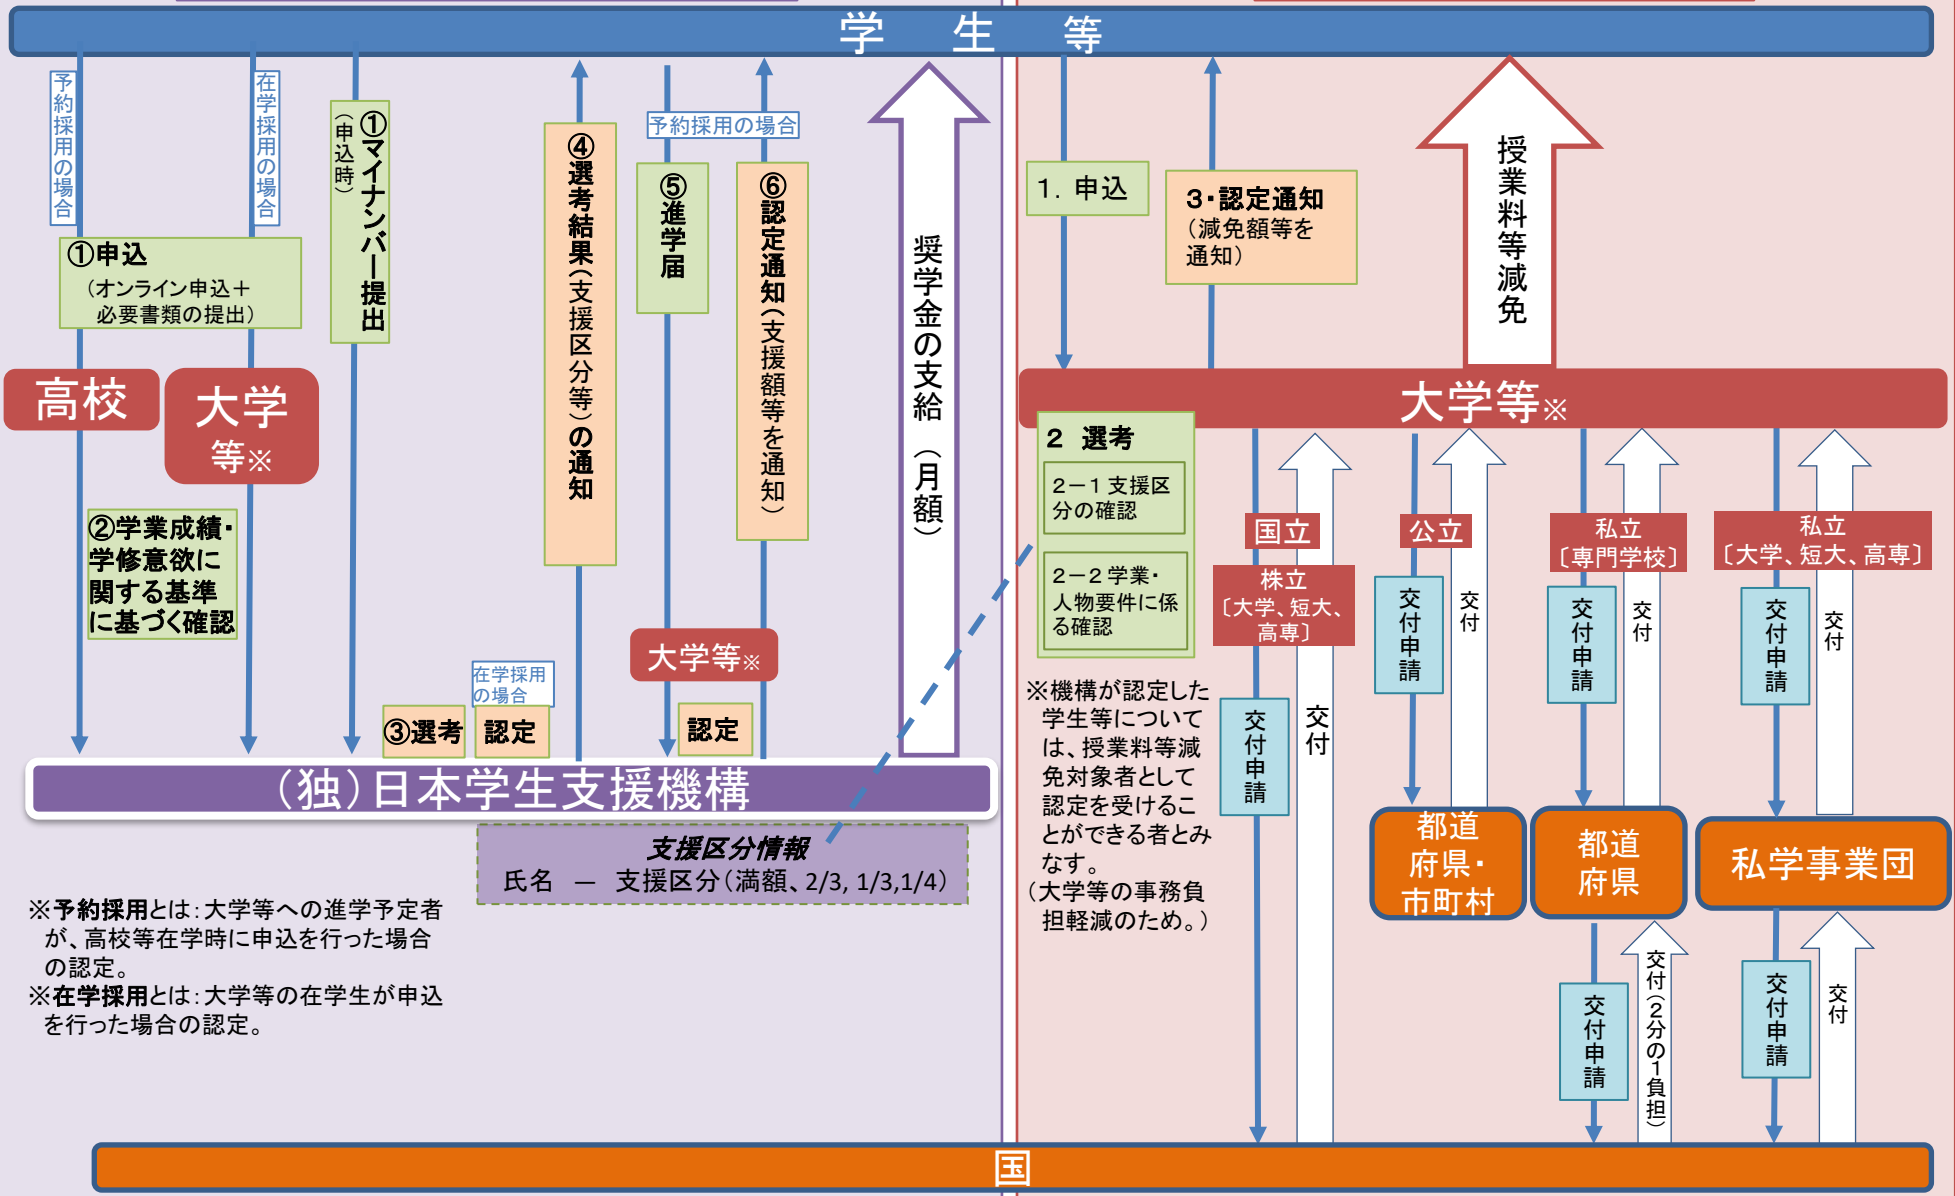 学　生　等
予約採用の場合
在学採用の場合
①マイナンバー提出
（申込時）
①申込
（オンライン申込＋
必要書類の提出）
高校
大学
等※
②学業成績・
学修意欲に
関する基準
に基づく確認
④選考結果（支援区分等）の通知
予約採用の場合
⑤進学届
⑥認定通知（支援額等を通知）
大学等※
在学採用
の場合
③選考
認定
認定
奨学金の支給（月額）
（独）日本学生支援機構
支援区分情報
氏名　－　支援区分（満額、2/3, 1/3,1/4）
※予約採用とは：大学等への進学予定者
が、高校等在学時に申込を行った場合
の認定。
※在学採用とは：大学等の在学生が申込
を行った場合の認定。
1．申込
3・認定通知
（減免額等を
通知）
授業料等減免
大学等※
2　選考
2－1 支援区
分の確認
2－2 学業・
人物要件に係
る確認
※機構が認定した
学生等について
は、授業料等減
免対象者として
認定を受けるこ
とができる者とみ
なす。
（大学等の事務負
担軽減のため。）
国立
株立
〔大学、短大、
高専〕
交付申請
交付
公立
交付申請
交付
都道
府県・
市町村
私立
〔専門学校〕
交付申請
交付
都道
府県
交付申請
交付（2分の1負担）
私立
〔大学、短大、高専〕
交付申請
交付
私学事業団
交付申請
交付
国